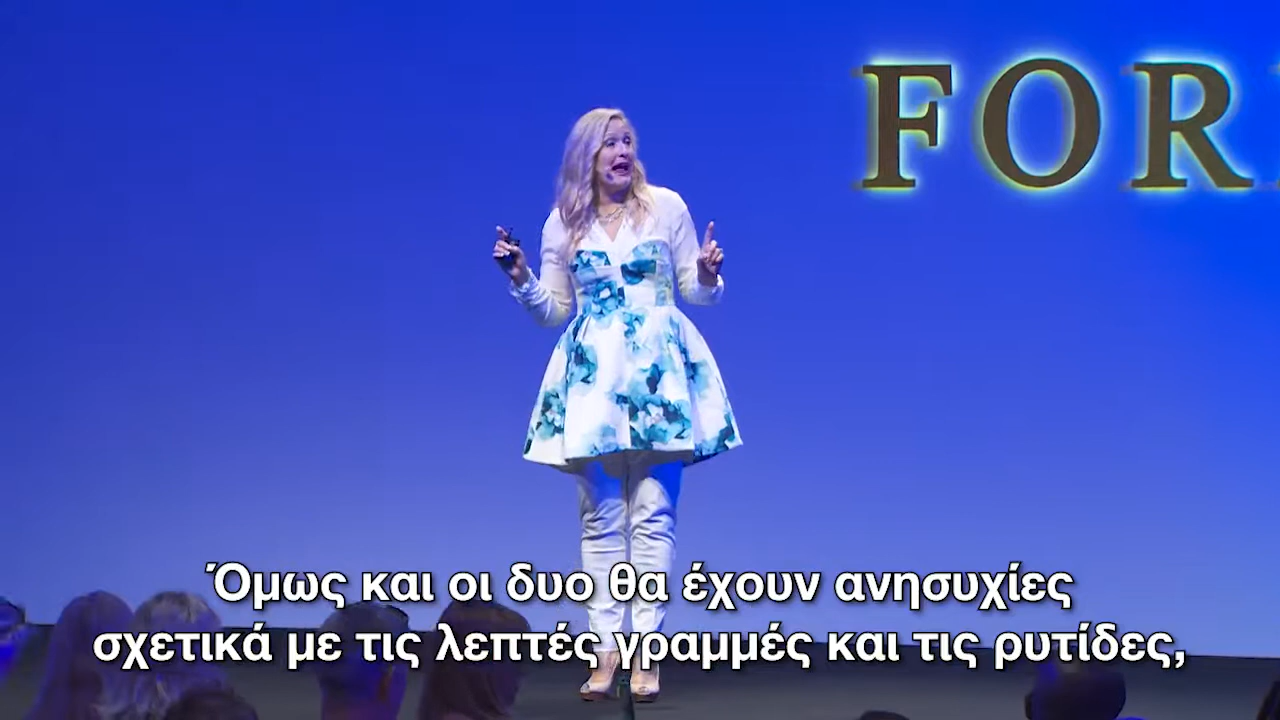 FOR
Όμως και οι δυο θα έχουν ανησυχίες
σχετικά με τις λεπτές γραμμές και τις ρυτίδες,